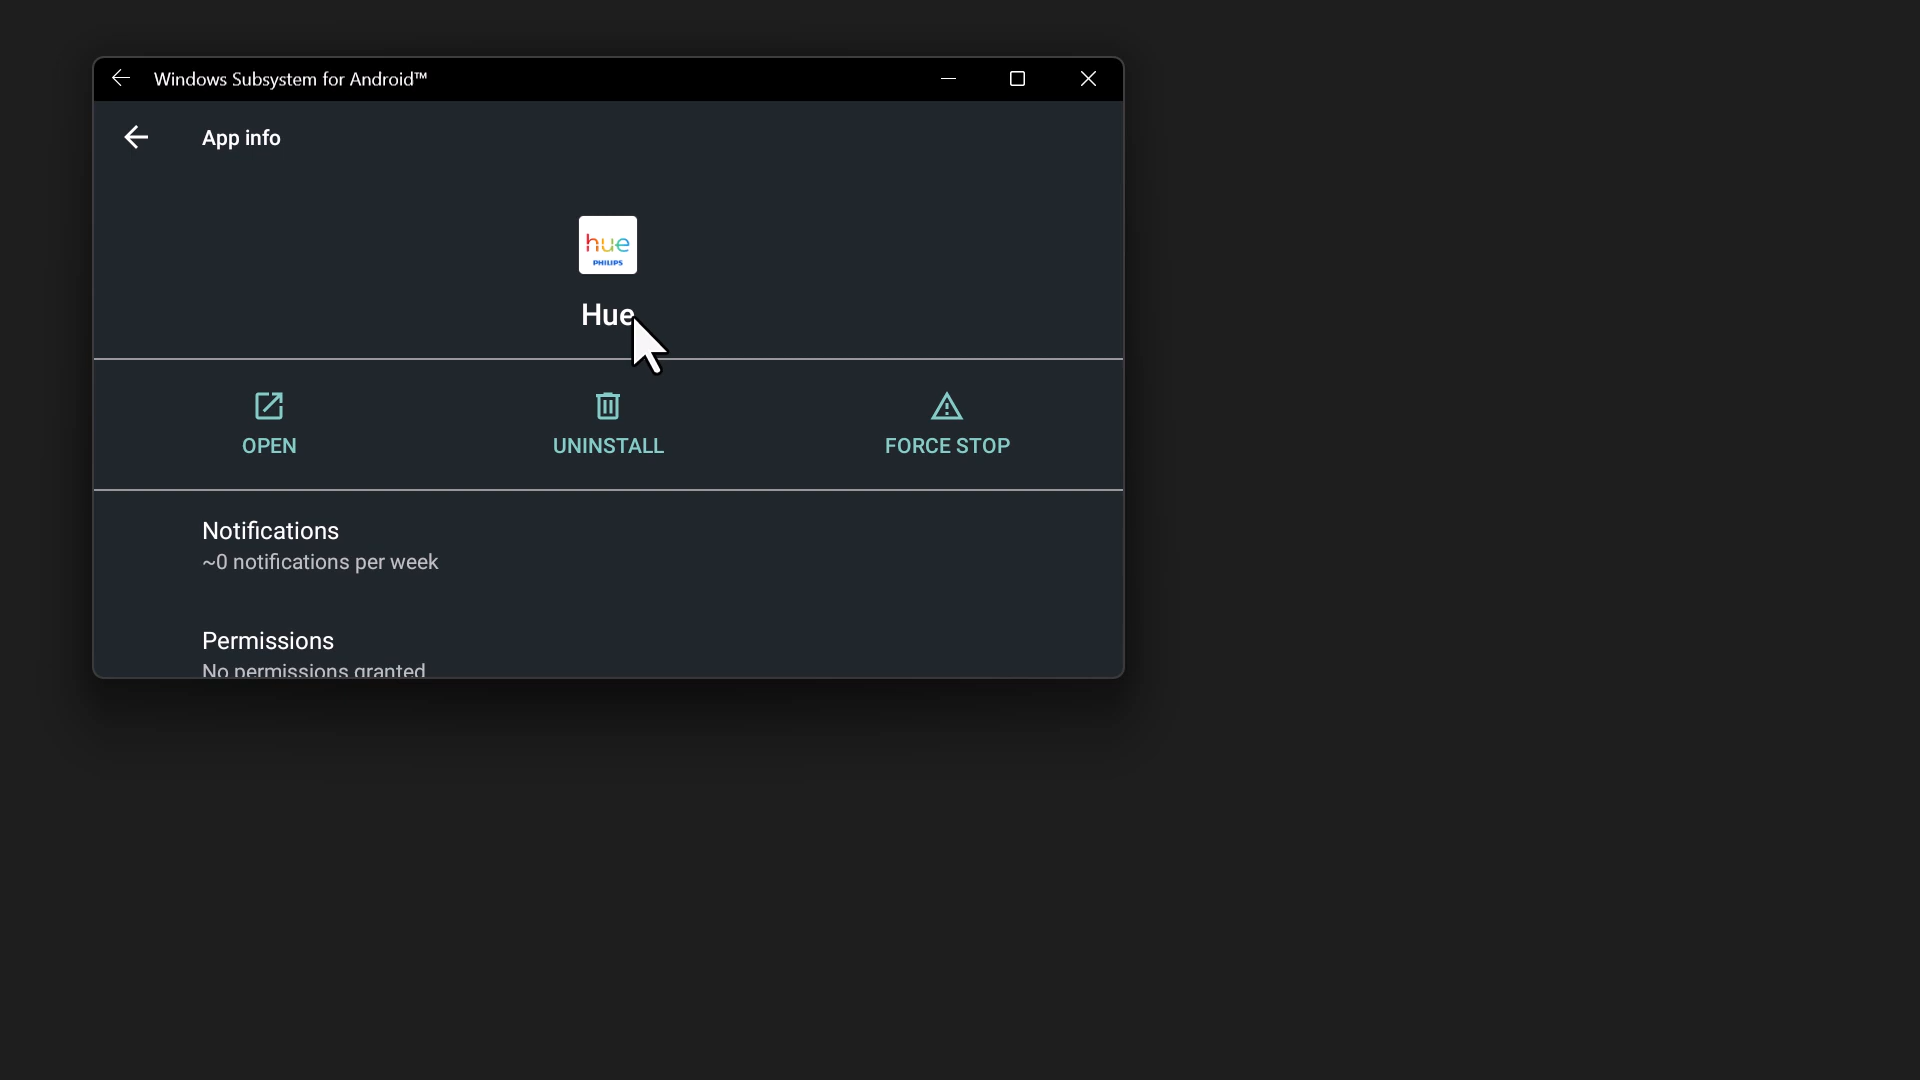 Windows Subsystem for Android™
App info
hue
PHILIPS
Hue
OPEN
UNINSTALL
FORCE STOP
Notifications
~0 notifications per week
Permissions
No permissions granted